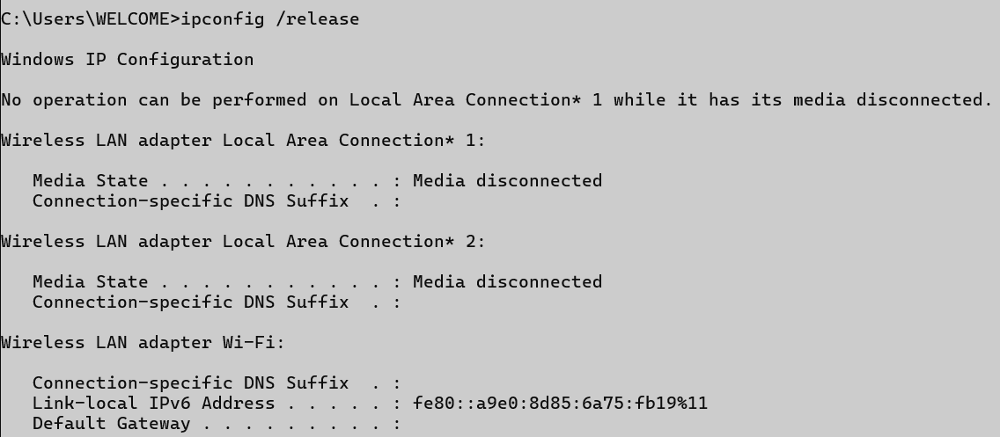 C:\Users\WELCOME>ipconfig /release
Windows IP Configuration
No operation can be performed on Local Area Connection* 1 while it has its media disconnected.
Wireless LAN adapter Local Area Connection* 1:
   Media State . . . . . . . . . . . : Media disconnected
   Connection-specific DNS Suffix  . :
Wireless LAN adapter Local Area Connection* 2:
   Media State . . . . . . . . . . . : Media disconnected
   Connection-specific DNS Suffix  . :
Wireless LAN adapter Wi-Fi:
   Connection-specific DNS Suffix  . :
   Link-local IPv6 Address . . . . . : fe80::a9e0:8d85:6a75:fb19%11
   Default Gateway . . . . . . . . . :